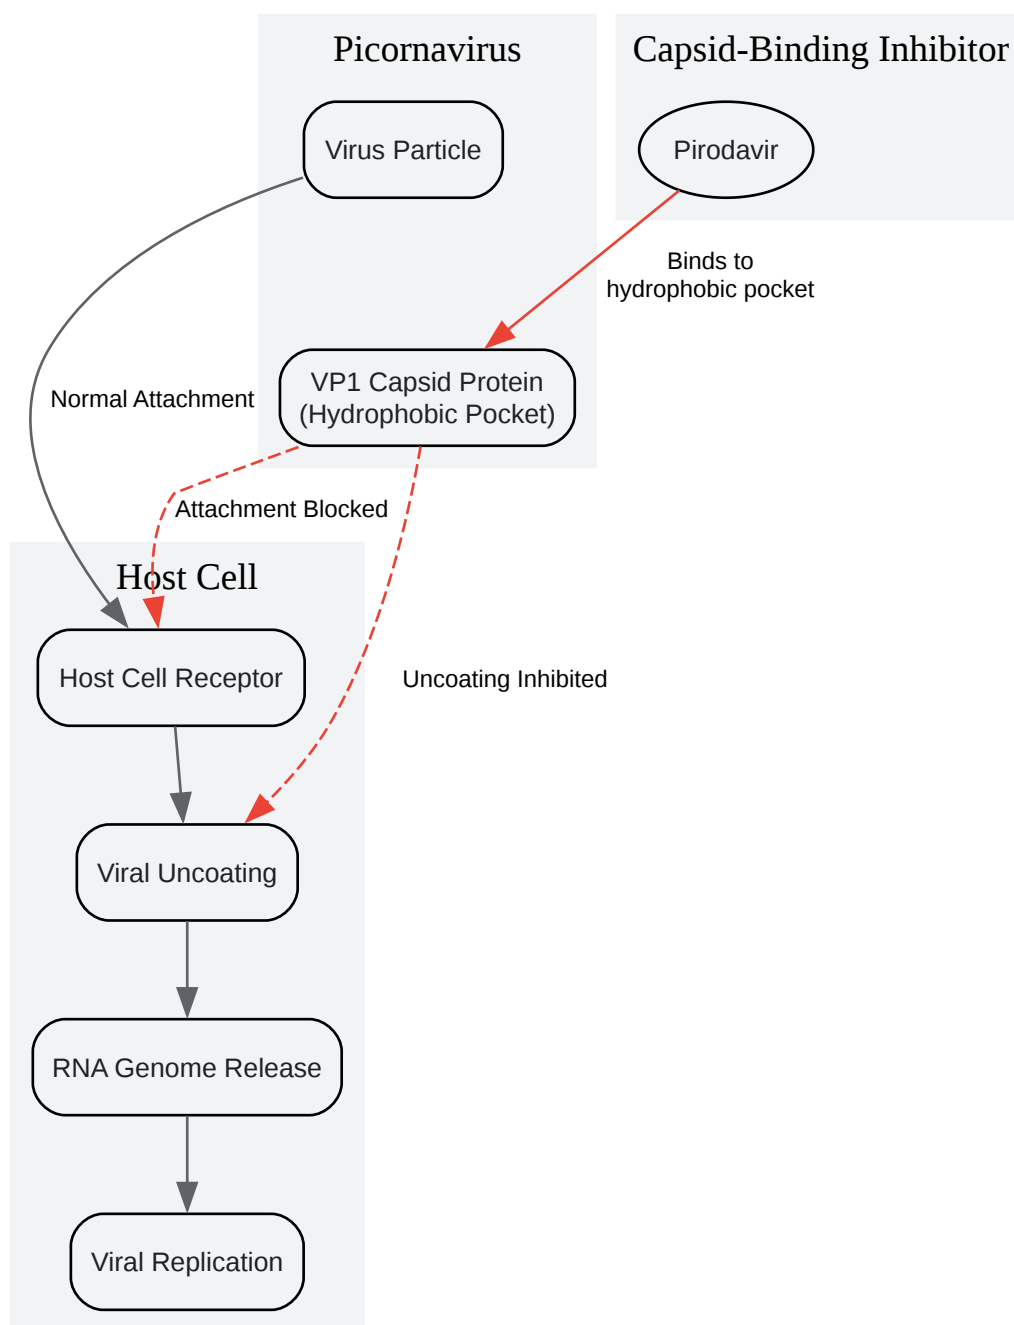 Picornavirus
Capsid-Binding Inhibitor
Virus Particle
Pirodavir
Binds to
hydrophobic pocket
VP1 Capsid Protein
(Hydrophobic Pocket)
Normal Attachment
Attachment Blocked
Host Cell
Host Cell Receptor
Uncoating Inhibited
Viral Uncoating
RNA Genome Release
Viral Replication